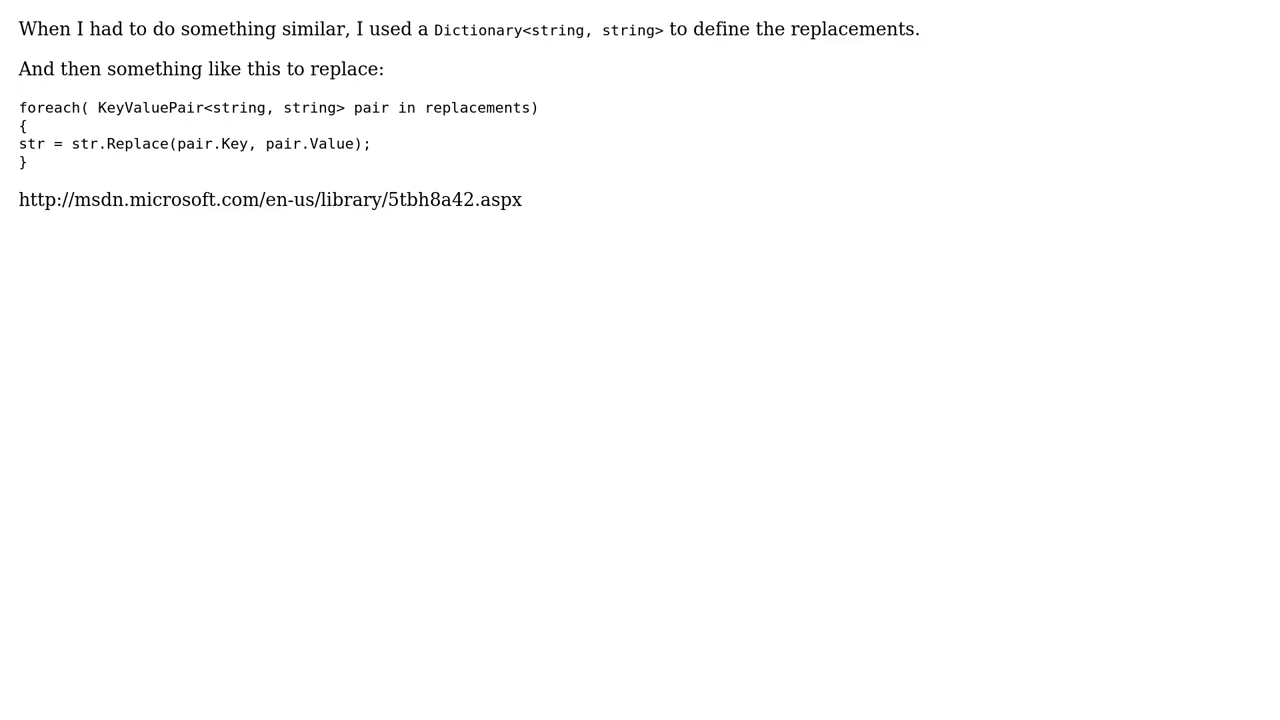 When I had to do something similar, I used a Dictionary<string, string> to define the replacements.
And then something like this to replace:
foreach( KeyValuePair<string, string> pair in replacements)
{
str = str.Replace(pair.Key, pair.Value);
}
http://msdn.microsoft.com/en-us/library/5tbh8a42.aspx